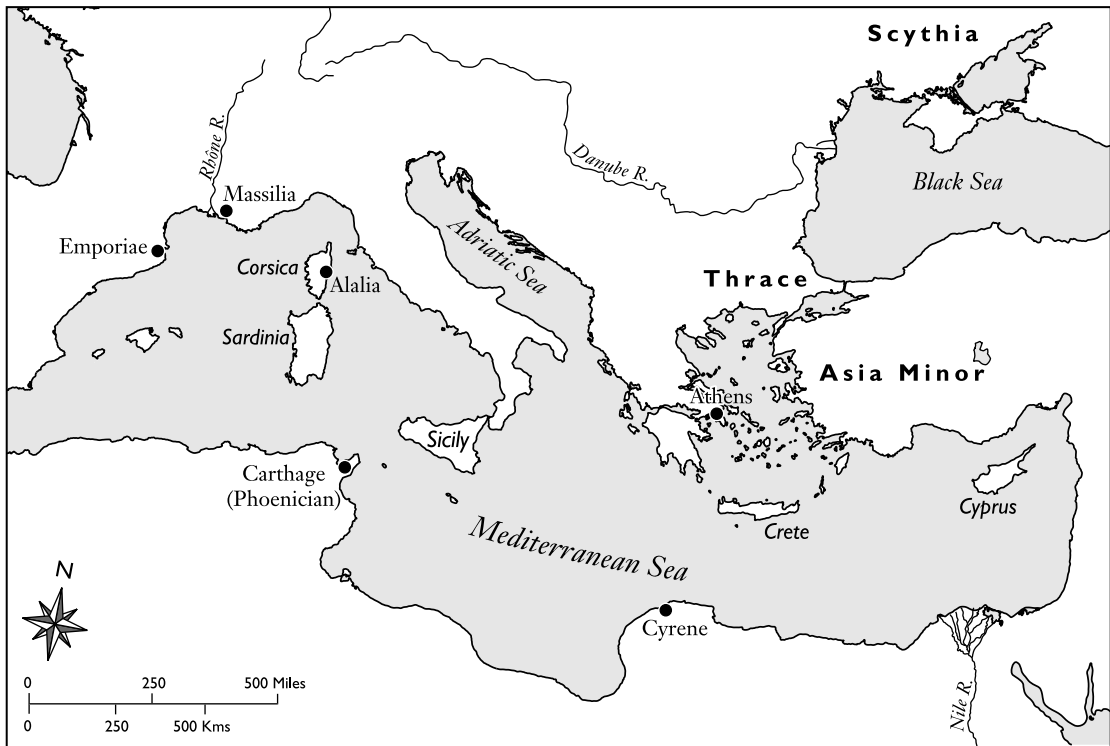 Scythia
Rhône R.
Danube R.
Black Sea
Massilia
Emporiae
Adriatic Sea
Corsica
Alalia
Thrace
Sardinia
Asia Minor
Athens
Sicily
Carthage
(Phoenician)
Cyprus
Crete
Mediterranean Sea
N
Cyrene
0 250 500 Miles
0 250 500 Kms
Nile R.